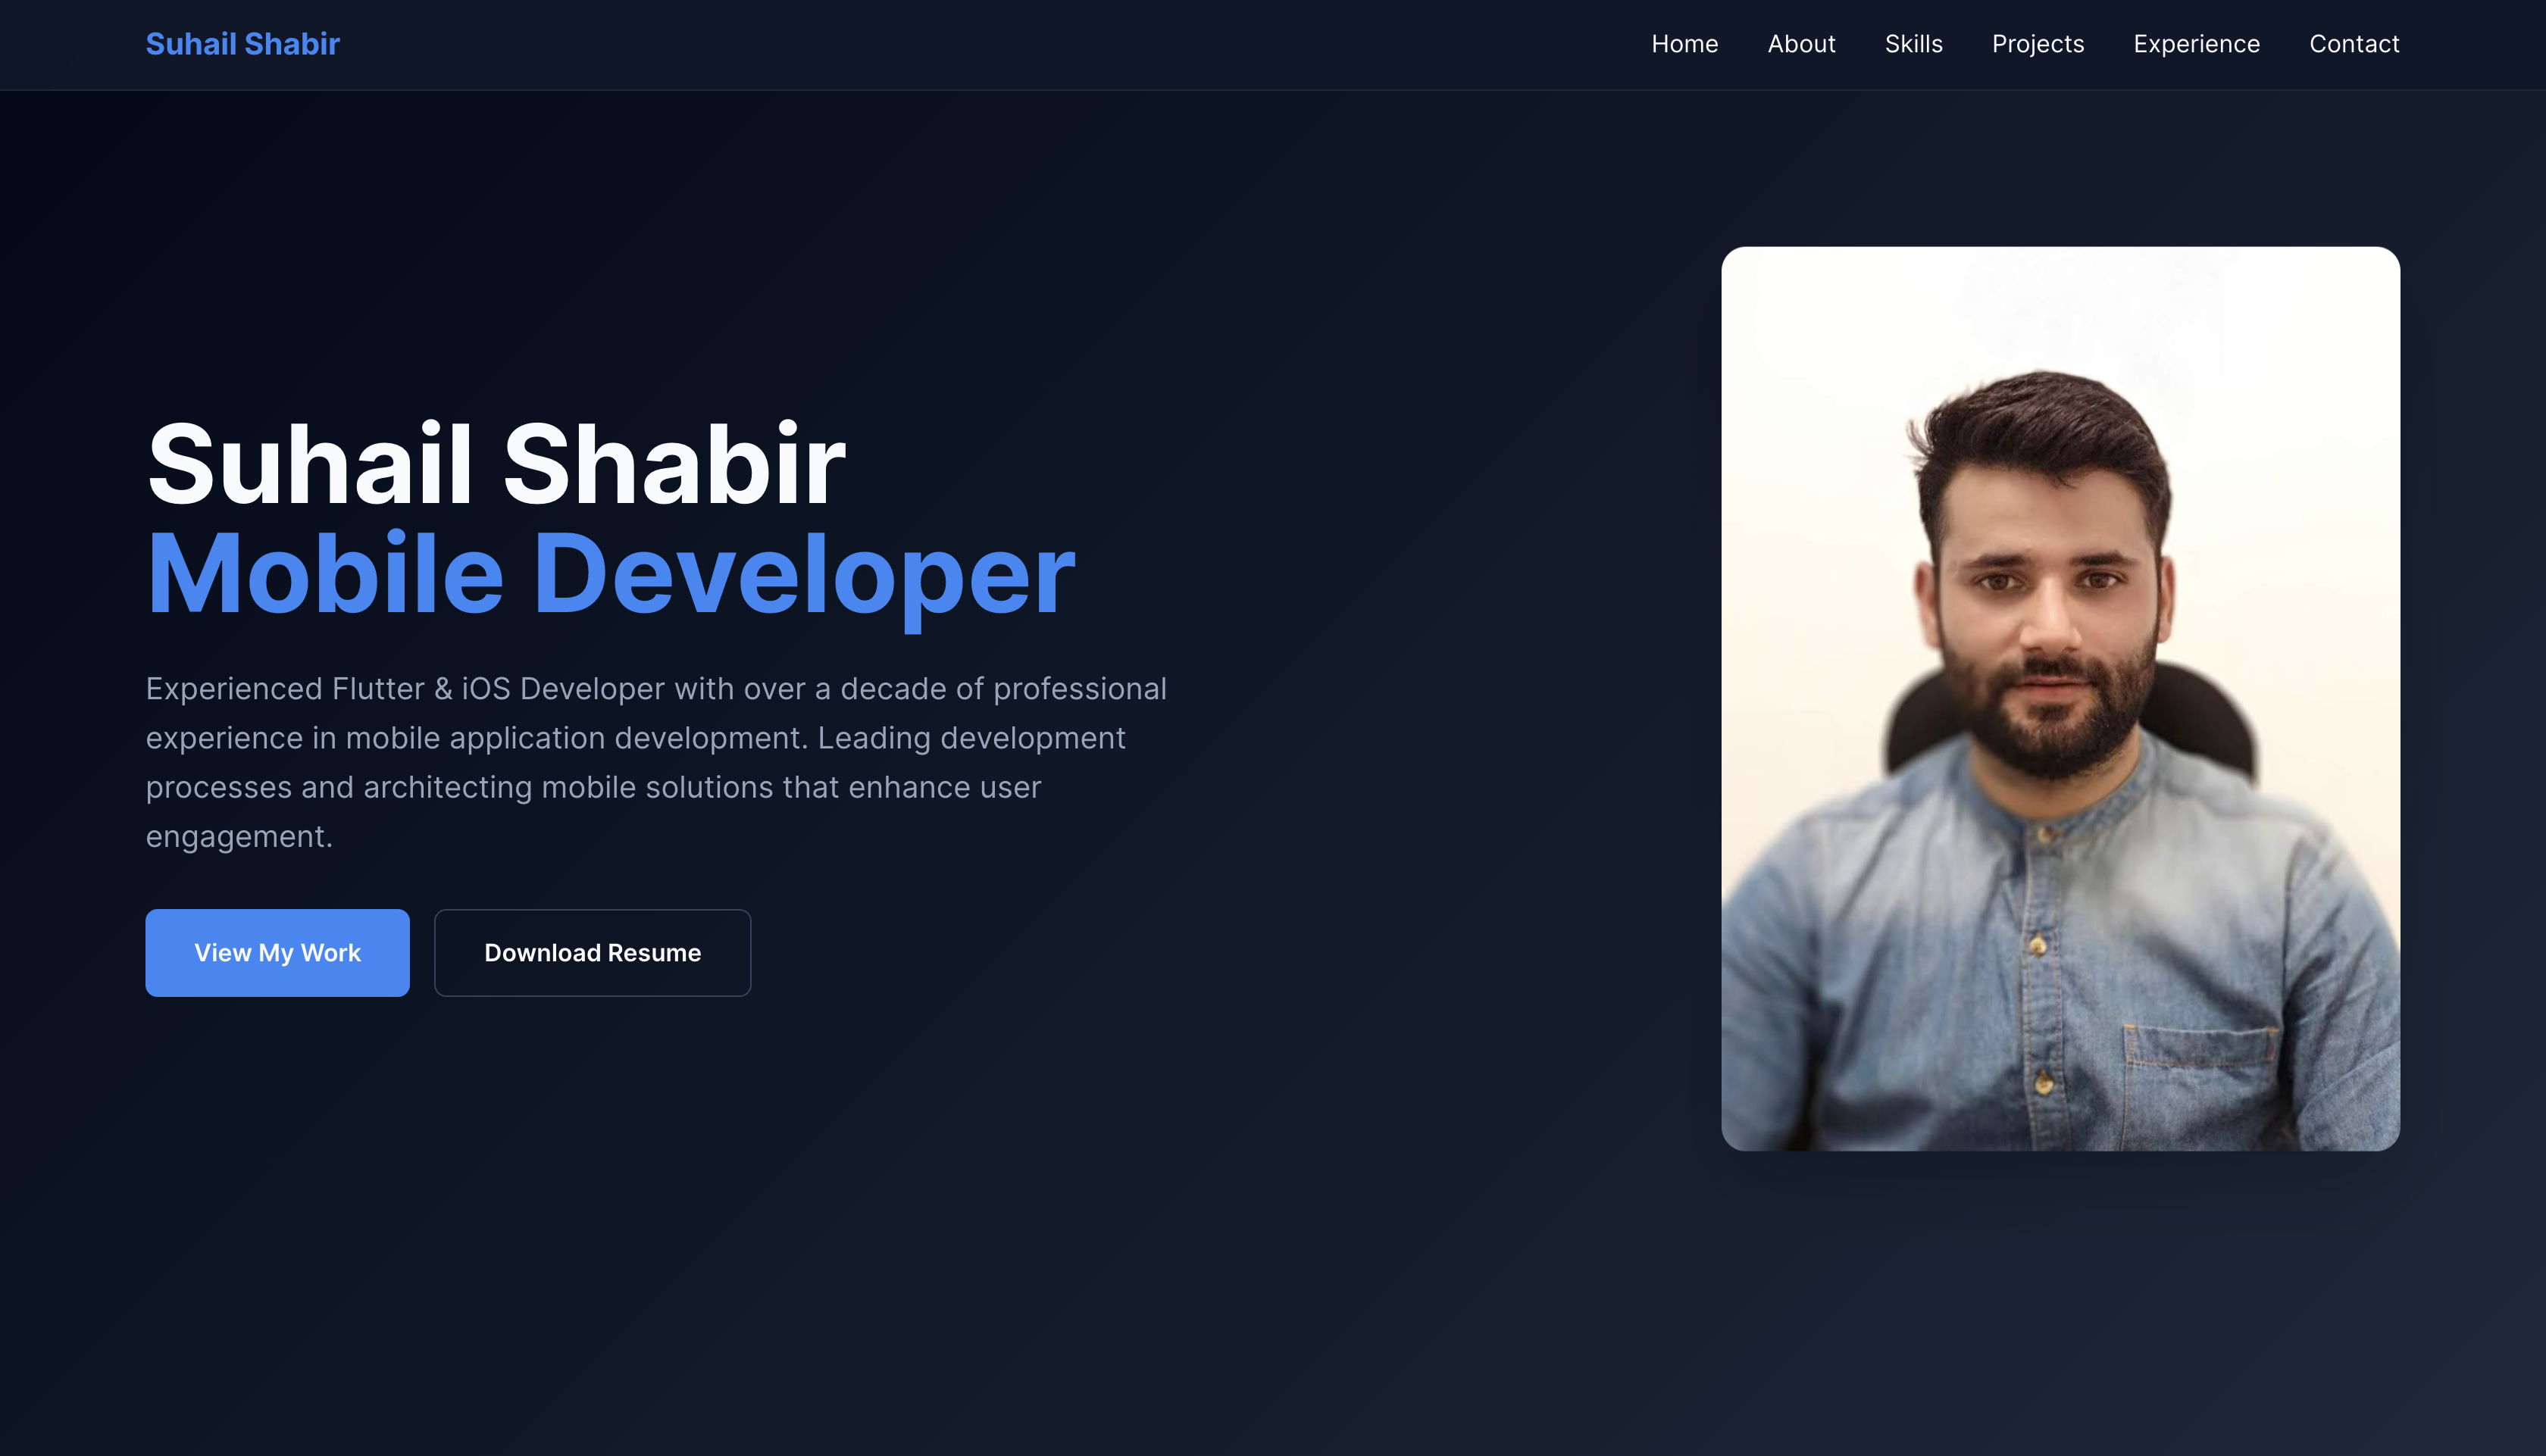 Suhail Shabir
Home About Skills Projects Experience Contact
Suhail Shabir
Mobile Developer
Experienced Flutter & iOS Developer with over a decade of professional
experience in mobile application development. Leading development
processes and architecting mobile solutions that enhance user
engagement.
View My Work
Download Resume